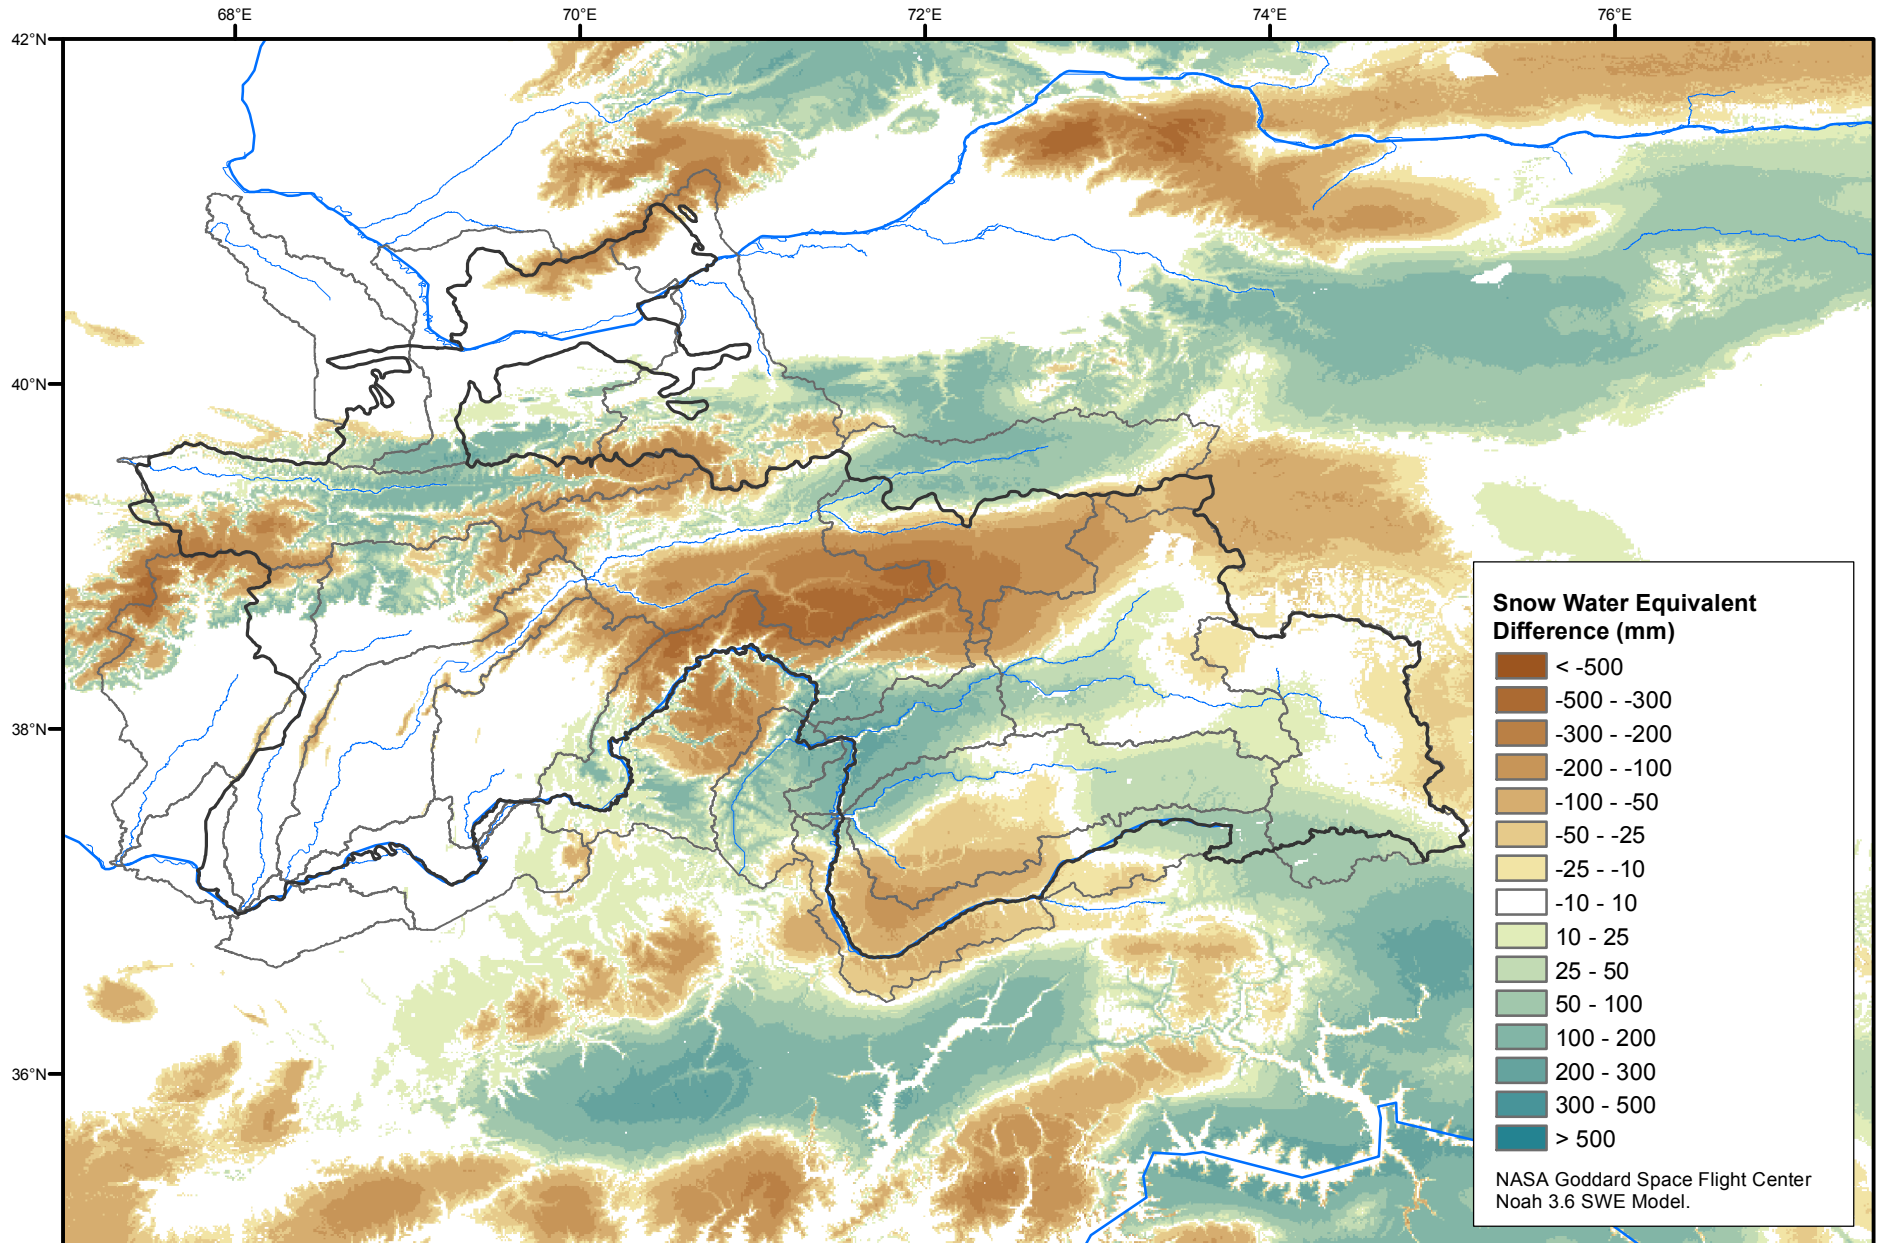 68°E
70°E
72°E
74°E
76°E
42°N
40°N
38°N
36°N
Snow Water Equivalent
Difference (mm)
< -500
-500 - -300
-300 - -200
-200 - -100
-100 - -50
-50 - -25
-25 - -10
-10 - 10
10 - 25
25 - 50
50 - 100
100 - 200
200 - 300
300 - 500
> 500
NASA Goddard Space Flight Center
Noah 3.6 SWE Model.